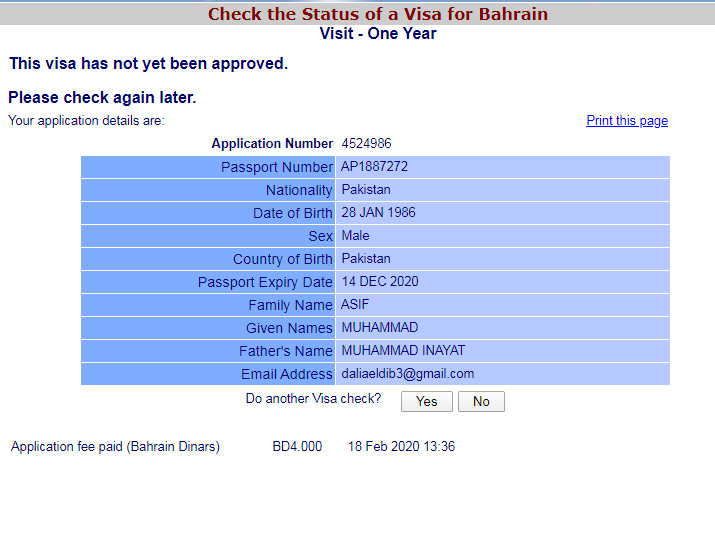 Check the Status of a Visa for Bahrain
Visit - One Year
This visa has not yet been approved.
Please check again later.
Your application details are: Print this page
Application Number 4524986
Passport Number AP1887272
Nationality Pakistan
Date of Birth 28 JAN 1986
Sex Male
Country of Birth Pakistan
Passport Expiry Date 14 DEC 2020
Family Name ASIF
Given Names MUHAMMAD
Father's Name MUHAMMAD INAYAT
Email Address daliaeldib3@gmail.com
Do another Visa check? Yes No
Application fee paid (Bahrain Dinars) BD4.000 18 Feb 2020 13:36